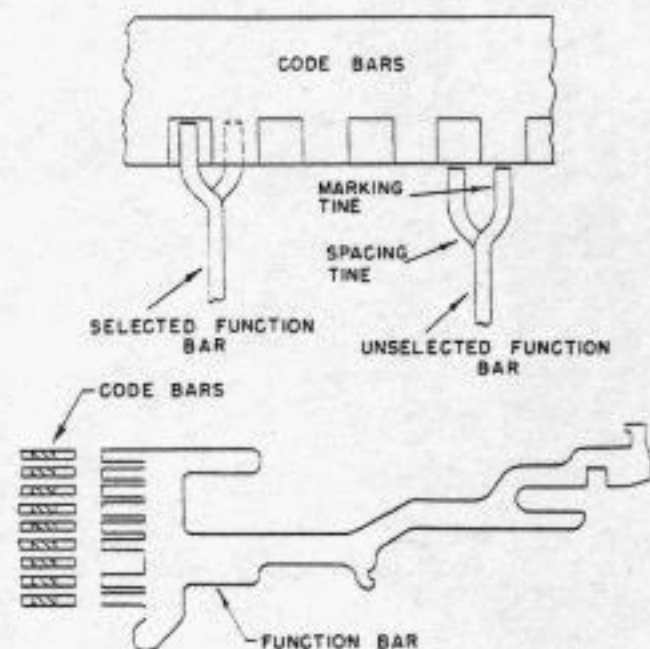 CODE BARS
MARKING
TINE
SPACING
TINE
SELECTED FUNCTION
BAR
UNSELECTED FUNCTION
BAR
CODE BARS
FUNCTION BAR